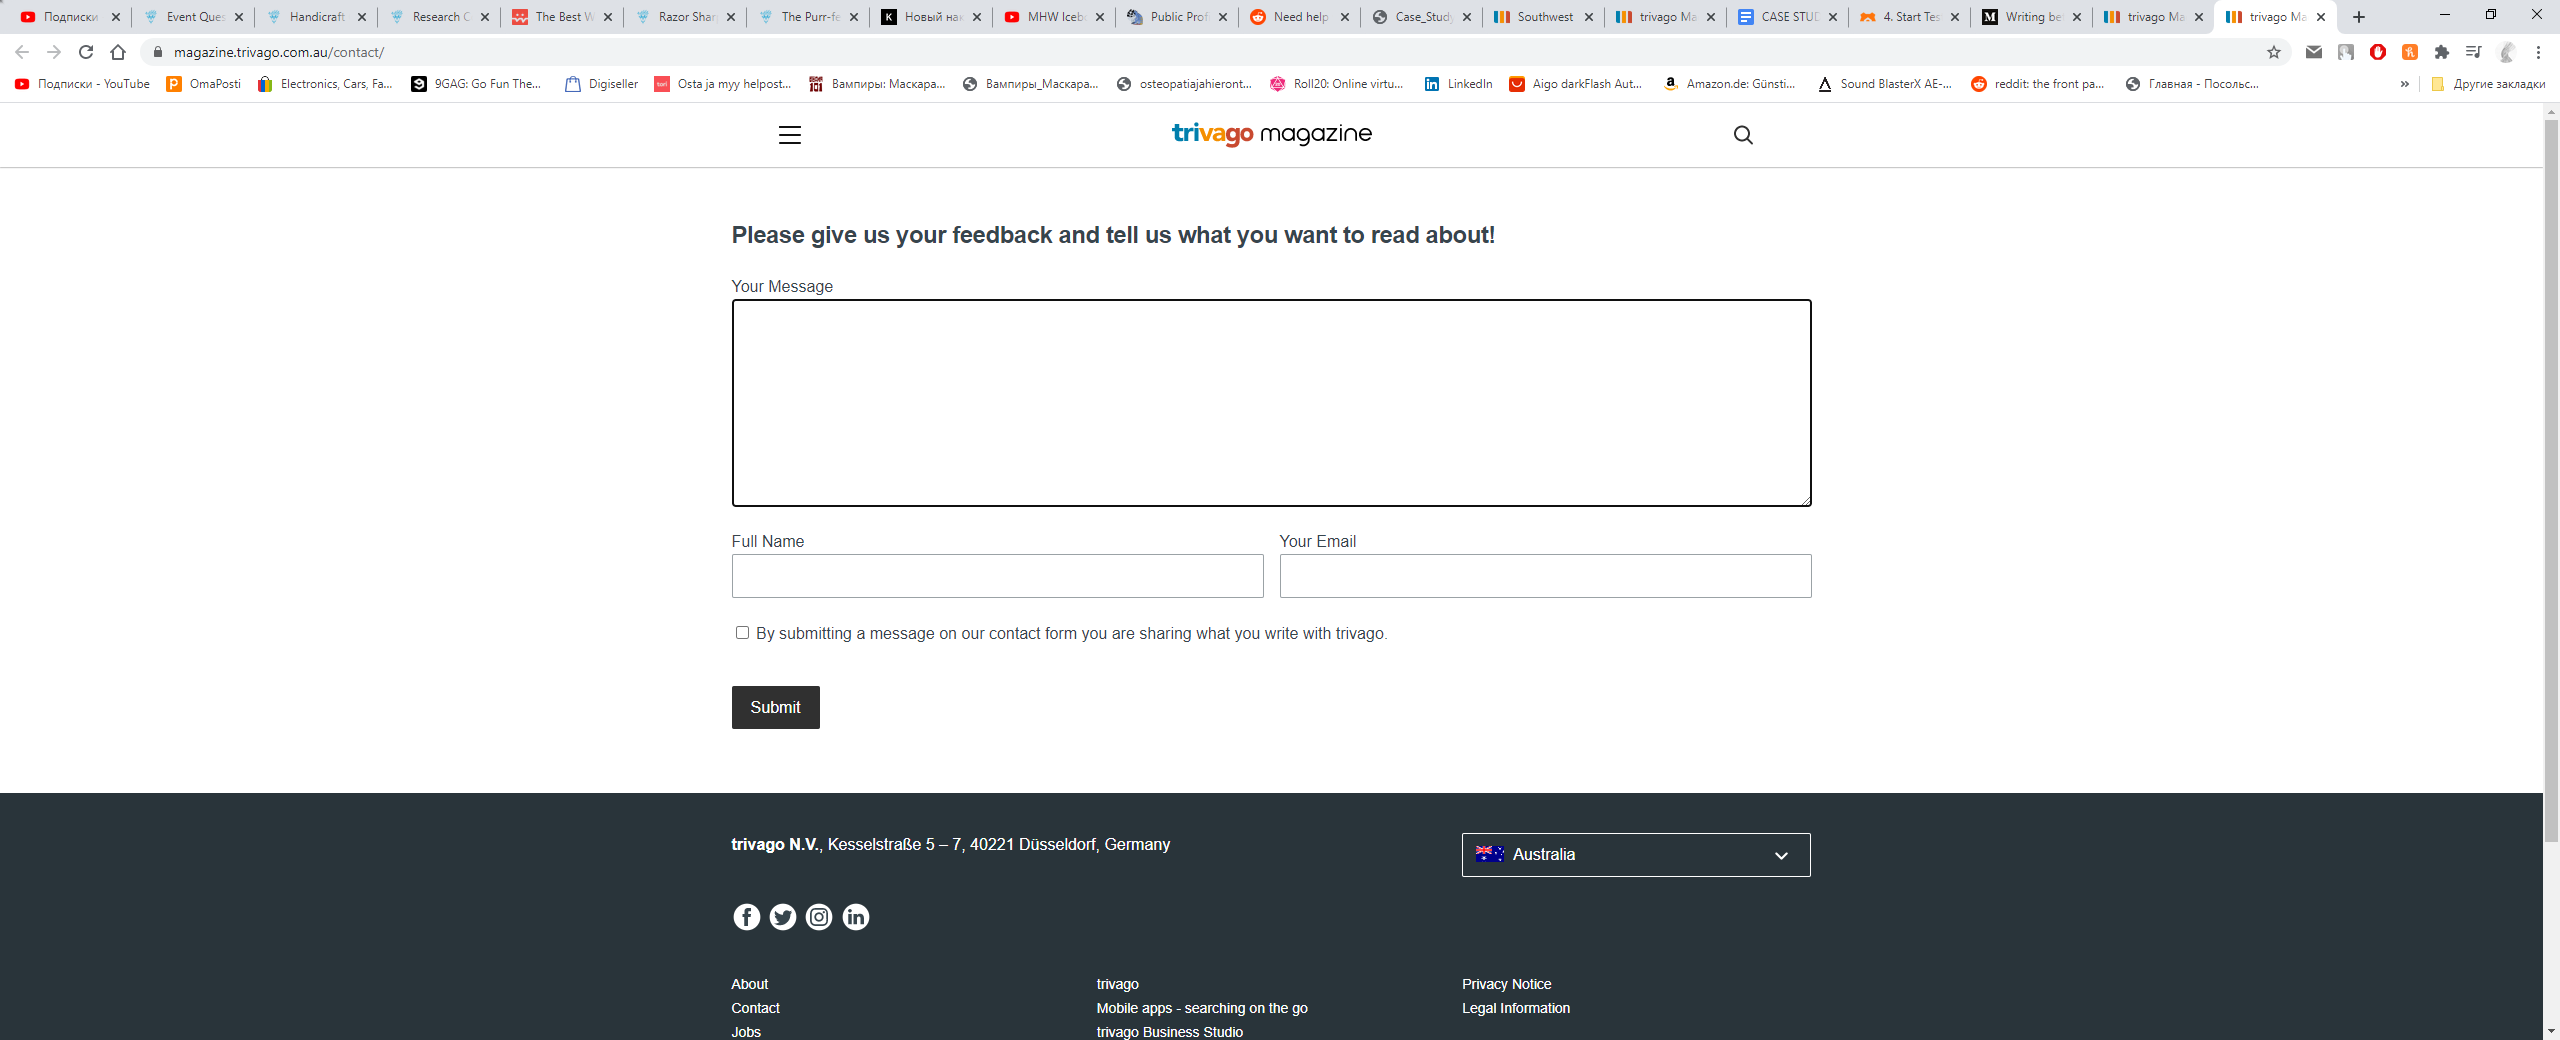 Подписки Event Ques Handicraft Research C The Best W Razor Shar The Purr-fe Новый нак MHW Icebo Public Prof Need help Case_Study Southwest trivago Ma CASE STUD 4. Start Tes Writing be trivago Ma trivago Ma
magazine.trivago.com.au/contact/
Подписки - YouTube OmaPosti Electronics, Cars, Fa... 9GAG: Go Fun The... Digiseller Osta ja myy helpost... Вампиры: Маскара... Вампиры_Маскара... osteopatiajahieront... Roll20: Online virtu... LinkedIn Aigo darkFlash Aut... Amazon.de: Günsti... Sound BlasterX AE-... reddit: the front pa... Главная - Посольс... » Другие закладки
trivago magazine
Please give us your feedback and tell us what you want to read about!
Your Message
Full Name Your Email
By submitting a message on our contact form you are sharing what you write with trivago.
Submit
trivago N.V., Kesselstraße 5 – 7, 40221 Düsseldorf, Germany
Australia
About trivago Privacy Notice
Contact Mobile apps - searching on the go Legal Information
Jobs trivago Business Studio